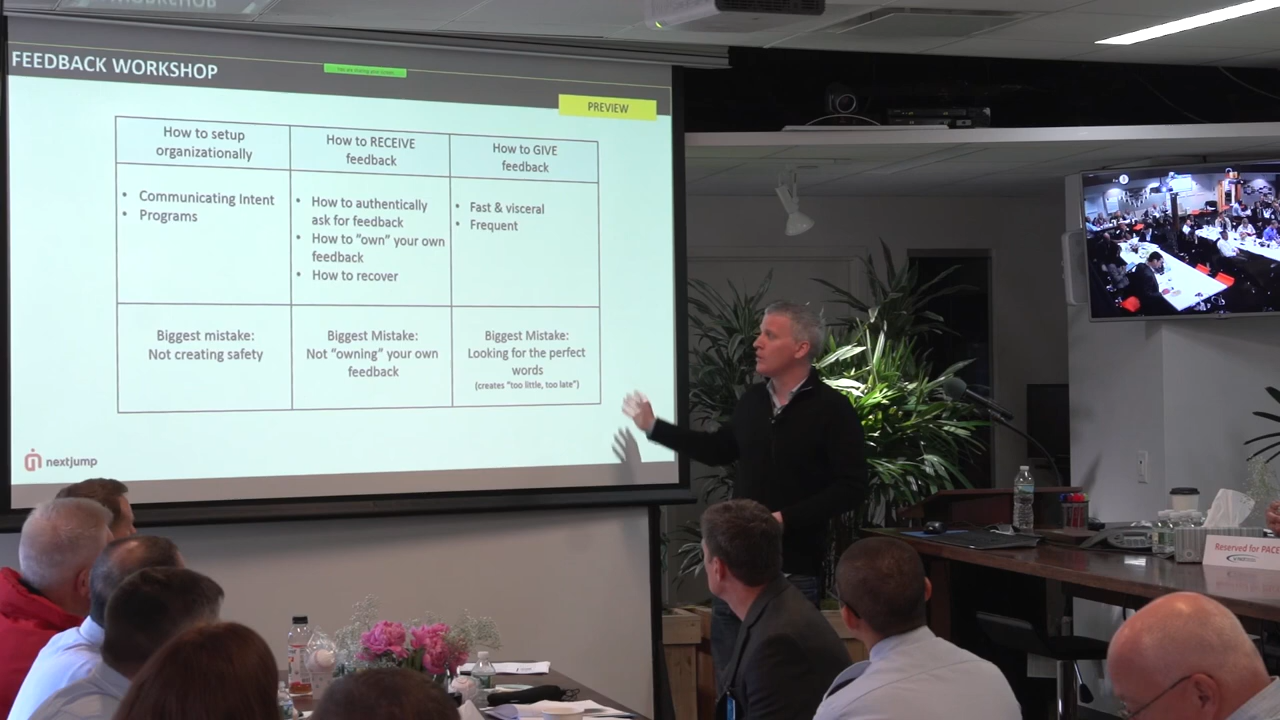 FEEDBACK WORKSHOP
PREVIEW
How to setup
organizationally
How to RECEIVE
feedback
How to GIVE
feedback
• Communicating Intent
• Programs
• How to authentically
ask for feedback
• How to "own" your own
feedback
• How to recover
• Fast & visceral
• Frequent
Biggest mistake:
Not creating safety
Biggest Mistake:
Not "owning" your own
feedback
Biggest Mistake:
Looking for the perfect
words
(creates "too little, too late")
nextjump
Reserved for PACE